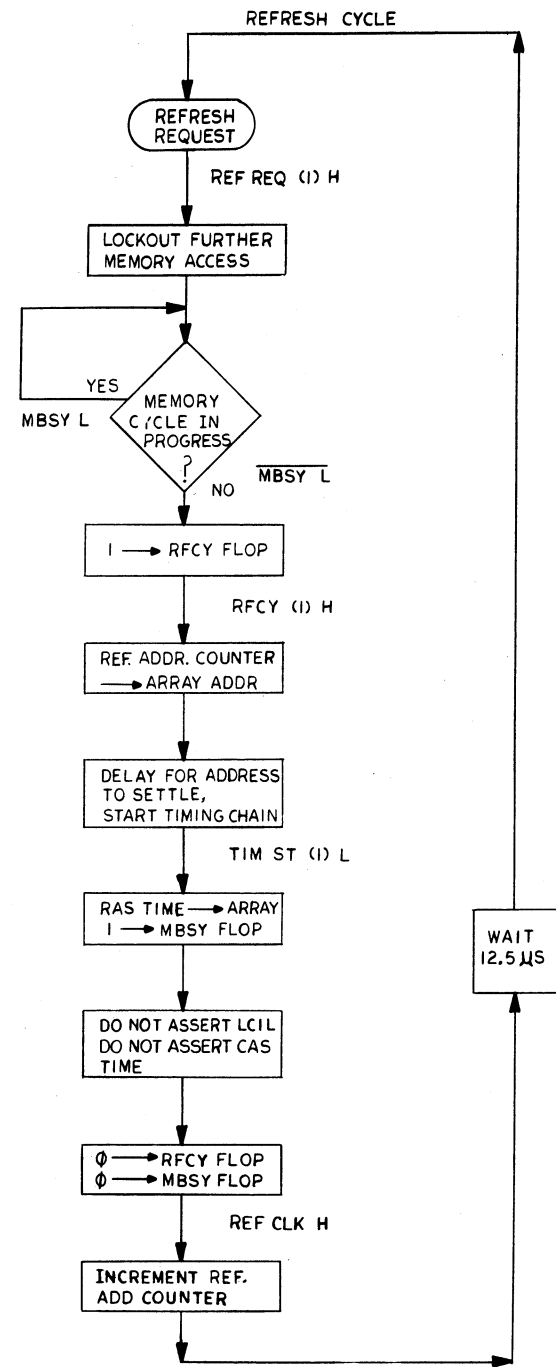 REFRESH CYCLE
REFRESH
REQUEST
REF REQ (1) H
LOCKOUT FURTHER
MEMORY ACCESS
YES
MBSY L
MEMORY
CYCLE IN
PROGRESS
?
NO
MBSY L
1 → RFCY FLOP
RFCY (1) H
REF. ADDR. COUNTER
→ ARRAY ADDR
DELAY FOR ADDRESS
TO SETTLE,
START TIMING CHAIN
TIM ST (1) L
RAS TIME → ARRAY
1 → MBSY FLOP
WAIT
12.5 µS
DO NOT ASSERT LCIL
DO NOT ASSERT CAS
TIME
Ø → RFCY FLOP
Ø → MBSY FLOP
REF CLK H
INCREMENT REF.
ADD COUNTER